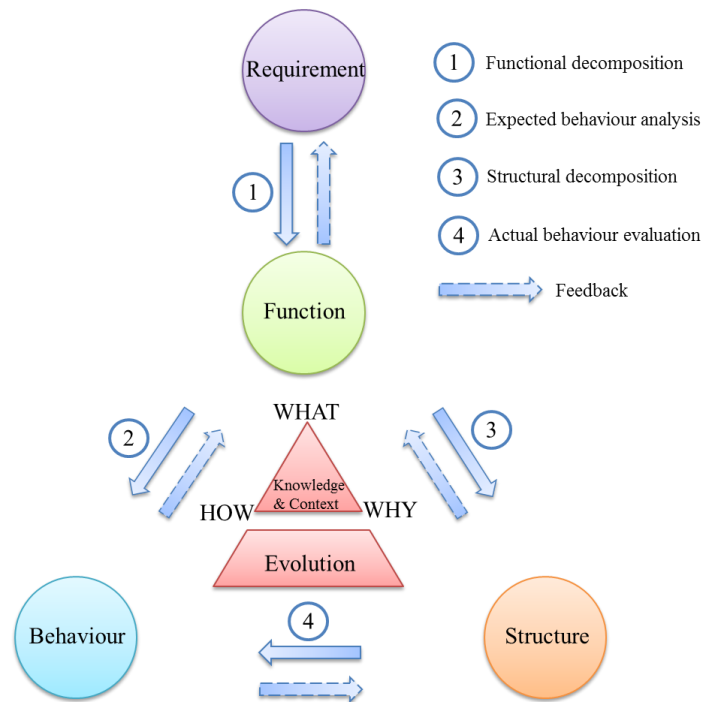 Requirement
1 Functional decomposition
2 Expected behaviour analysis
3 Structural decomposition
4 Actual behaviour evaluation
Feedback
1
Function
WHAT
2
3
Knowledge
& Context
HOW
WHY
Evolution
4
Behaviour
Structure